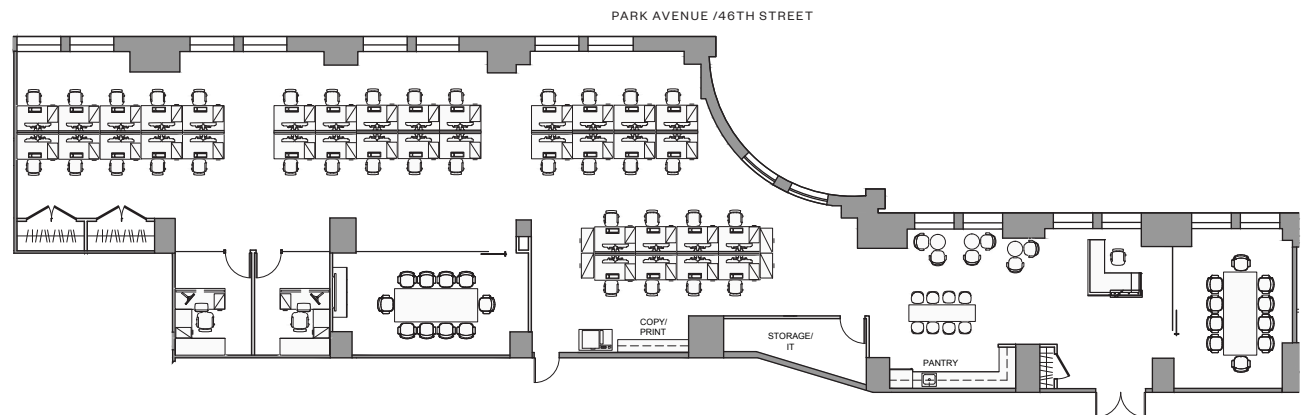 PARK AVENUE /46TH STREET
COPY/
PRINT
STORAGE/
IT
PANTRY